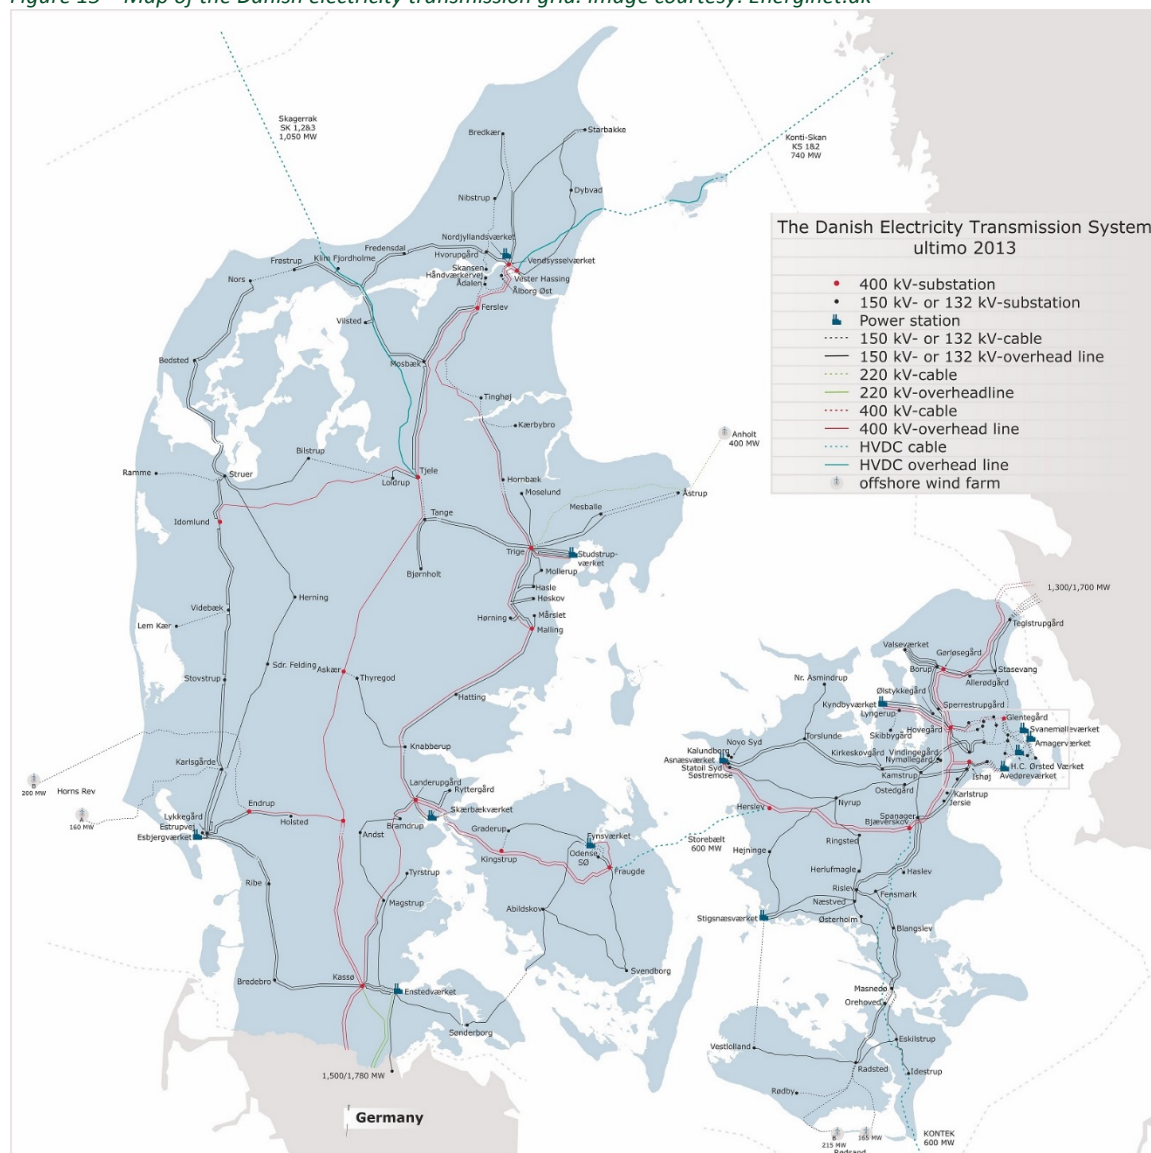 Figure 15 – Map of the Danish electricity transmission grid. Image courtesy: Energinet.dk
Skagerrak
SK 1,2&3
1,050 MW
Konti-Skan
KS 1&2
740 MW
The Danish Electricity Transmission System
ultimo 2013
400 kV-substation
150 kV- or 132 kV-substation
Power station
150 kV- or 132 kV-cable
150 kV- or 132 kV-overhead line
220 kV-cable
220 kV-overheadline
400 kV-cable
400 kV-overhead line
HVDC cable
HVDC overhead line
offshore wind farm
Bredkær
Starbakke
Dybvad
Nibstrup
Nordjyllandsværket
Hvorupgård
Vendsysselværket
Skansen
Håndværkervej
Ådalen
Vester Hassing
Ålborg Øst
Fredensdal
Klim Fjordholme
Frøstrup
Nors
Vilsted
Ferslev
Bedsted
Mosbæk
Tinghøj
Kærbybro
Anholt
400 MW
Bilstrup
Ramme
Struer
Loldrup
Tjele
Hornbæk
Moselund
Mesballe
Åstrup
Idomlund
Tange
Trige
Studstrup-
værket
Bjørnholt
Mollerup
Hasle
Høskov
Herning
Videbæk
Mårslet
Hørning
Malling
Lem Kær
Sdr. Felding
Askær
Thyregod
Stovstrup
Hatting
Knabberup
Karlsgårde
Horns Rev
B
200 MW
A
160 MW
Landerupgård
Ryttergård
Skærbækværket
Lykkegård
Estrupvej
Esbjergværket
Endrup
Holsted
Bramdrup
Andst
Graderup
Kingstrup
Fynsværket
Odense
SØ
Fraugde
Storebælt
600 MW
Ribe
Tyrstrup
Magstrup
Abildskov
Svendborg
Bredebro
Kassø
Enstedværket
Sønderborg
1,500/1,780 MW
Germany
1,300/1,700 MW
Teglstrupgård
Valseværket
Gørløsegård
Borup
Stasevang
Allerødgård
Nr. Asmindrup
Ølstykkegård
Kyndbyværket
Lyngerup
Sperrestrupgård
Glentegård
Svanemølleværket
Amagerværket
Skibbygård
Hovegård
H.C. Ørsted Værket
Avedøreværket
Kalundborg
Asnæsværket
Statoil Syd
Søstremose
Novo Syd
Torslunde
Kirkeskovgård
Vindingegård
Nymøllegård
Kamstrup
Ishøj
Ostedgård
Karlstrup
Jersie
Herslev
Nyrup
Spanager
Bjæverskov
Ringsted
Hejninge
Herlufmagle
Haslev
Rislev
Fensmark
Næstved
Stigsnæsværket
Østerholm
Blangslev
Masnedø
Orehoved
Eskilstrup
Vestlolland
Radsted
Idestrup
Rødby
B
215 MW
165 MW
Rødsand
KONTEK
600 MW